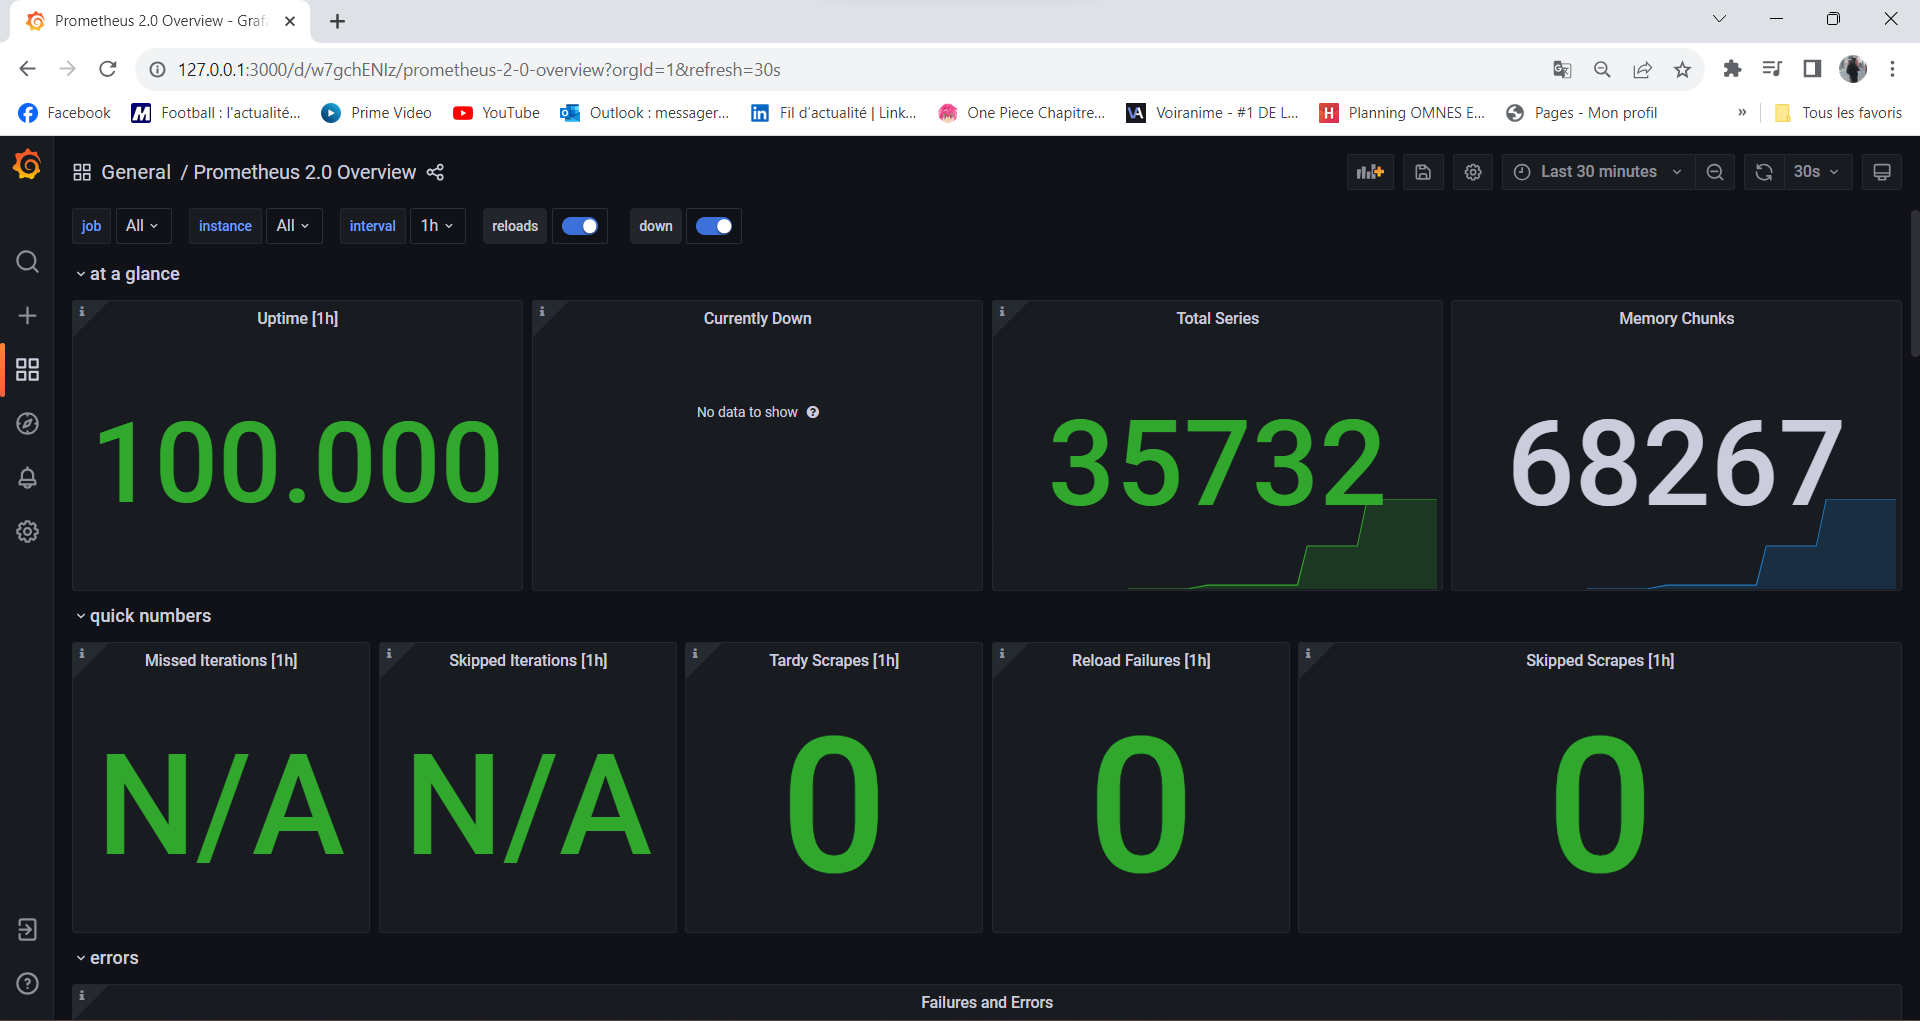 Prometheus 2.0 Overview - Graf
127.0.0.1:3000/d/w7gchENIz/prometheus-2-0-overview?orgId=1&refresh=30s
Facebook Football : l'actualité... Prime Video YouTube Outlook : messager... Fil d'actualité | Link... One Piece Chapitre... VA Voiranime - #1 DE L... H Planning OMNES E... Pages - Mon profil » Tous les favoris
General / Prometheus 2.0 Overview Last 30 minutes 30s
job All instance All interval 1h reloads down
at a glance
Uptime [1h] Currently Down Total Series Memory Chunks
No data to show
100.000 35732 68267
quick numbers
Missed Iterations [1h] Skipped Iterations [1h] Tardy Scrapes [1h] Reload Failures [1h] Skipped Scrapes [1h]
N/A N/A 0 0 0
errors
Failures and Errors